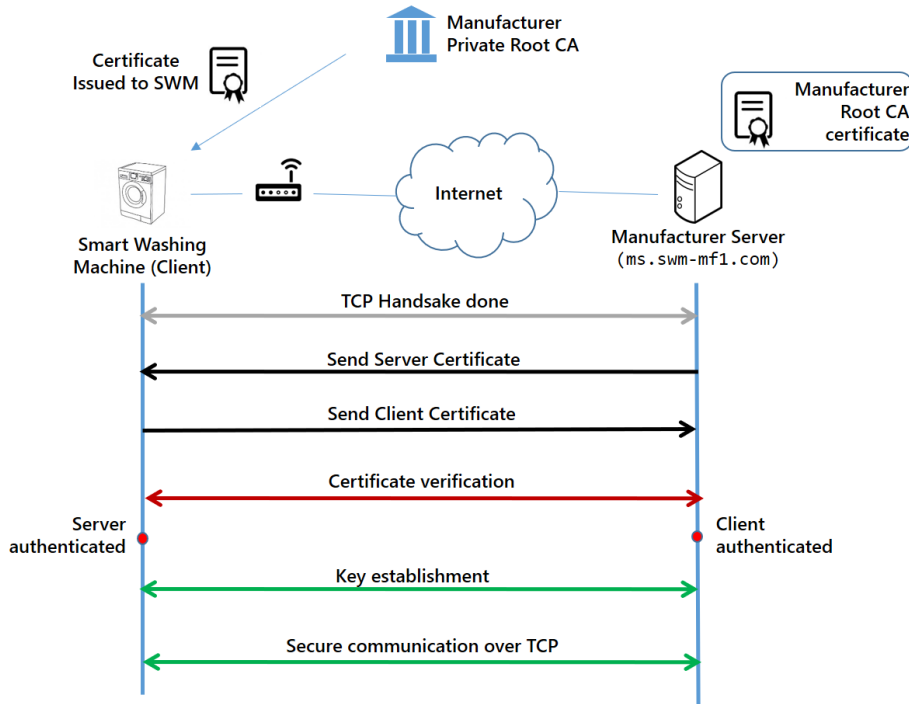 Manufacturer
Private Root CA
Certificate
Issued to SWM
Manufacturer
Root CA
certificate
Internet
Smart Washing
Machine (Client)
Manufacturer Server
(ms.swm-mf1.com)
TCP Handsake done
Send Server Certificate
Send Client Certificate
Certificate verification
Server
authenticated
Client
authenticated
Key establishment
Secure communication over TCP